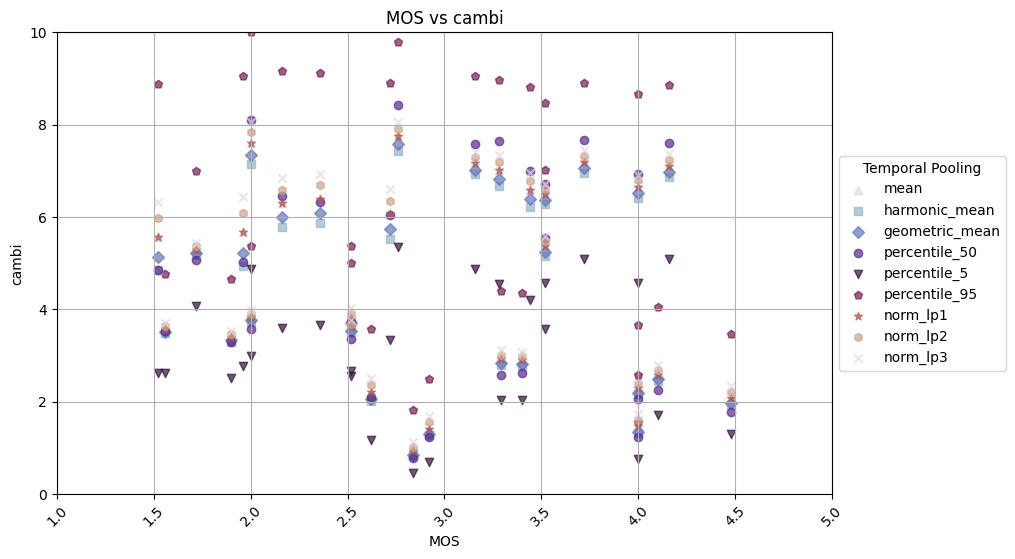 MOS vs cambi
10
8
6
4
2
0
cambi
1.0
1.5
2.0
2.5
3.0
3.5
4.0
4.5
5.0
MOS
Temporal Pooling
mean
harmonic_mean
geometric_mean
percentile_50
percentile_5
percentile_95
norm_lp1
norm_lp2
norm_lp3